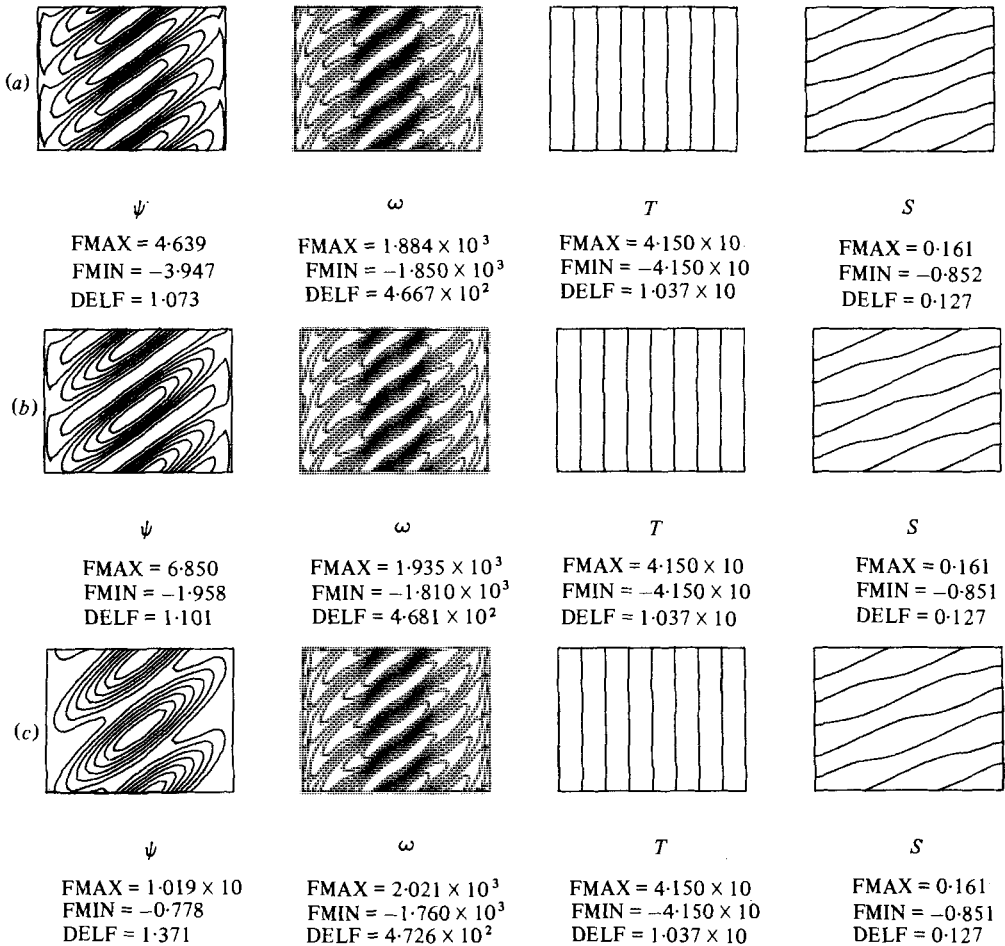 (a)
ψ ω T S
FMAX = 4·639 FMAX = 1·884 × 10³ FMAX = 4·150 × 10 FMAX = 0·161
FMIN = −3·947 FMIN = −1·850 × 10³ FMIN = −4·150 × 10 FMIN = −0·852
DELF = 1·073 DELF = 4·667 × 10² DELF = 1·037 × 10 DELF = 0·127
(b)
ψ ω T S
FMAX = 6·850 FMAX = 1·935 × 10³ FMAX = 4·150 × 10 FMAX = 0·161
FMIN = −1·958 FMIN = −1·810 × 10³ FMIN = −4·150 × 10 FMIN = −0·851
DELF = 1·101 DELF = 4·681 × 10² DELF = 1·037 × 10 DELF = 0·127
(c)
ψ ω T S
FMAX = 1·019 × 10 FMAX = 2·021 × 10³ FMAX = 4·150 × 10 FMAX = 0·161
FMIN = −0·778 FMIN = −1·760 × 10³ FMIN = −4·150 × 10 FMIN = −0·851
DELF = 1·371 DELF = 4·726 × 10² DELF = 1·037 × 10 DELF = 0·127